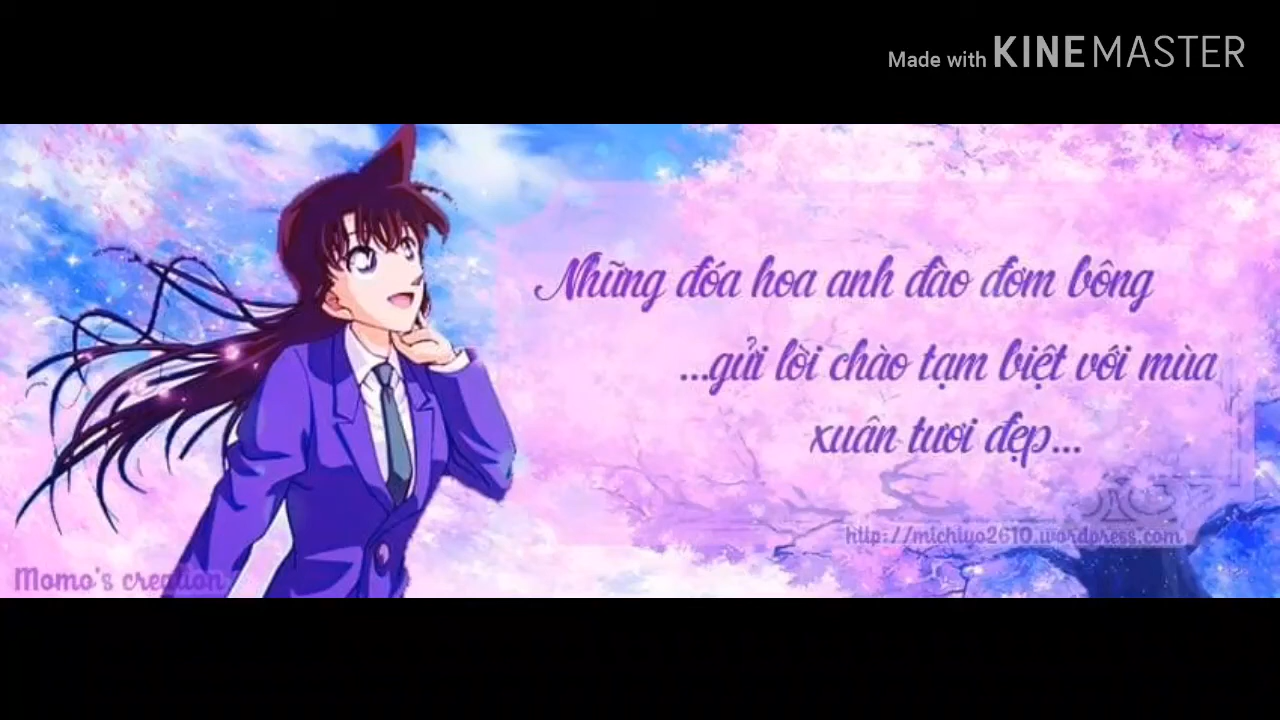 Made with KINEMASTER
Những đóa hoa anh đào đơm bông
...gửi lời chào tạm biệt với mùa
xuân tươi đẹp...
http://michiyo2610.wordpress.com
Momo's creation